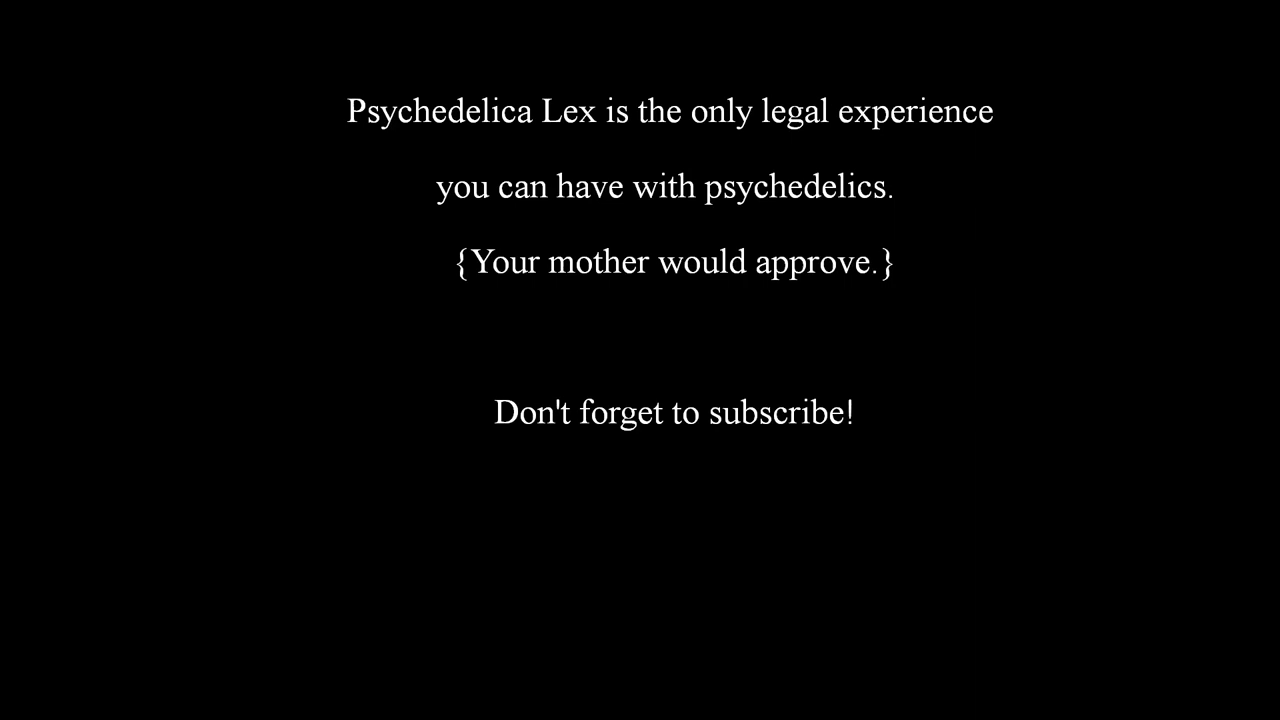 Psychedelica Lex is the only legal experience
you can have with psychedelics.
{Your mother would approve.}
Don't forget to subscribe!